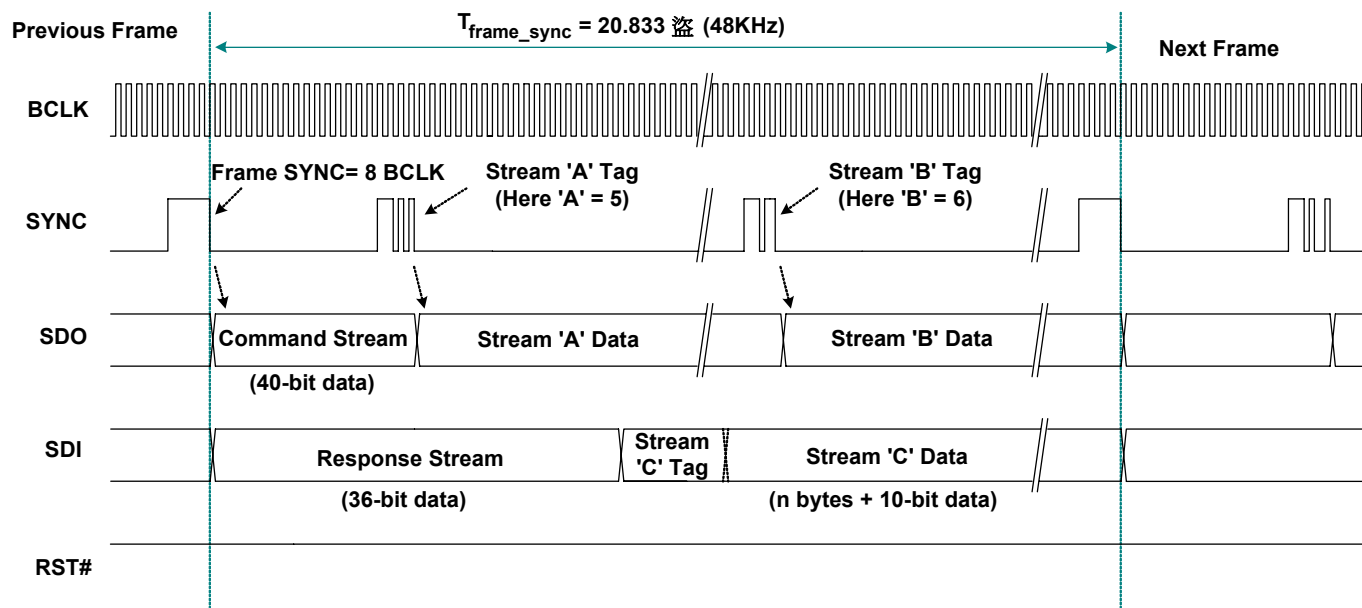 Previous Frame
T frame_sync = 20.833 盜 (48KHz)
Next Frame
BCLK
Frame SYNC= 8 BCLK
Stream 'A' Tag
(Here 'A' = 5)
Stream 'B' Tag
(Here 'B' = 6)
SYNC
SDO
Command Stream
Stream 'A' Data
Stream 'B' Data
(40-bit data)
SDI
Response Stream
Stream
'C' Tag
Stream 'C' Data
(36-bit data)
(n bytes + 10-bit data)
RST#